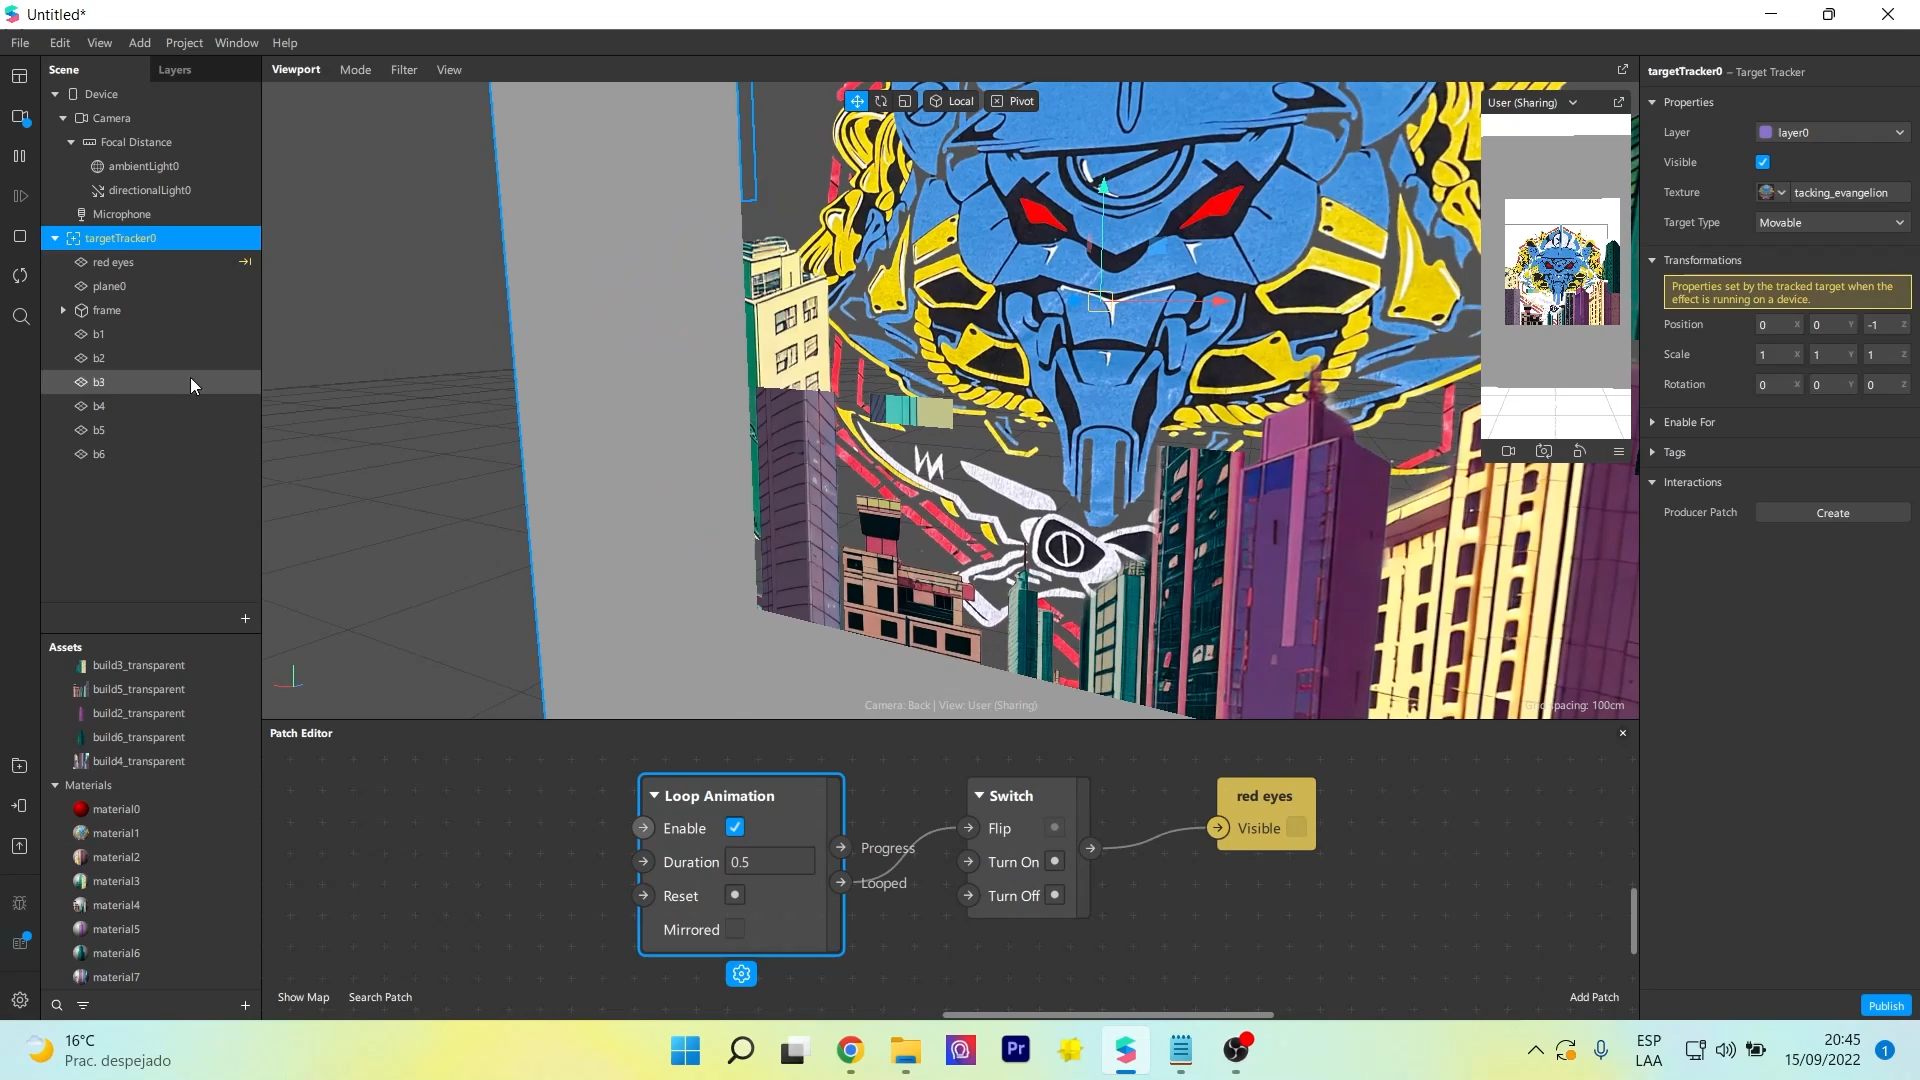 Untitled*
File Edit View Add Project Window Help
Scene Layers
Device
Camera
Focal Distance
ambientLight0
directionalLight0
Microphone
targetTracker0
red eyes
plane0
frame
b1
b2
b3
b4
b5
b6
Assets
build3_transparent
build5_transparent
build2_transparent
build6_transparent
build4_transparent
Materials
material0
material1
material2
material3
material4
material5
material6
material7
Viewport Mode Filter View
Local Pivot
User (Sharing)
Camera: Back | View: User (Sharing)
Grid spacing: 100cm
Patch Editor
Loop Animation
Enable
Duration 0.5
Reset
Mirrored
Progress
Looped
Switch
Flip
Turn On
Turn Off
red eyes
Visible
Show Map Search Patch
Add Patch
targetTracker0 – Target Tracker
Properties
Layer layer0
Visible
Texture tacking_evangelion
Target Type Movable
Transformations
Properties set by the tracked target when the
effect is running on a device.
Position 0 X 0 Y -1 Z
Scale 1 X 1 Y 1 Z
Rotation 0 X 0 Y 0 Z
Enable For
Tags
Interactions
Producer Patch Create
Publish
16°C
Prac. despejado
Pr
ESP
LAA
20:45
15/09/2022
1